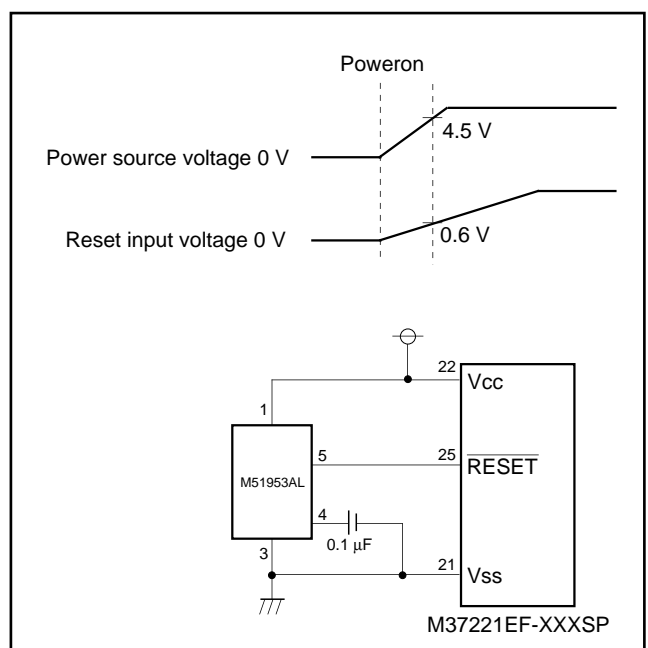 Poweron
4.5 V
Power source voltage 0 V
0.6 V
Reset input voltage 0 V
22
Vcc
1
5
25
RESET
M51953AL
4
0.1 μF
3
21
Vss
M37221EF-XXXSP